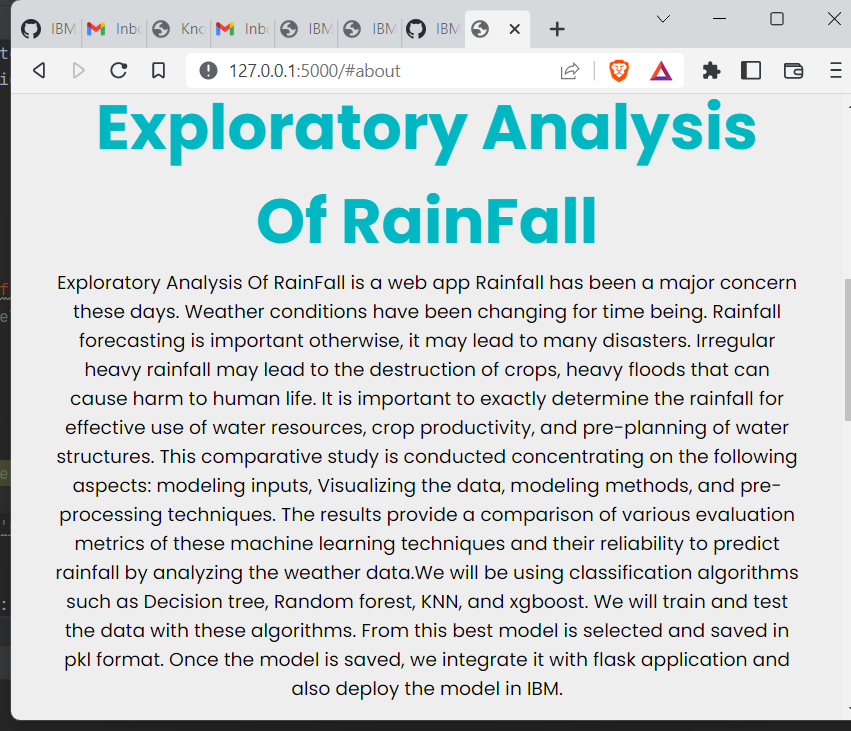 IBM
Inb
Kno
Inb
IBM
IBM
IBM
127.0.0.1:5000/#about
Exploratory Analysis
Of RainFall
Exploratory Analysis Of RainFall is a web app Rainfall has been a major concern
these days. Weather conditions have been changing for time being. Rainfall
forecasting is important otherwise, it may lead to many disasters. Irregular
heavy rainfall may lead to the destruction of crops, heavy floods that can
cause harm to human life. It is important to exactly determine the rainfall for
effective use of water resources, crop productivity, and pre-planning of water
structures. This comparative study is conducted concentrating on the following
aspects: modeling inputs, Visualizing the data, modeling methods, and pre-
processing techniques. The results provide a comparison of various evaluation
metrics of these machine learning techniques and their reliability to predict
rainfall by analyzing the weather data.We will be using classification algorithms
such as Decision tree, Random forest, KNN, and xgboost. We will train and test
the data with these algorithms. From this best model is selected and saved in
pkl format. Once the model is saved, we integrate it with flask application and
also deploy the model in IBM.